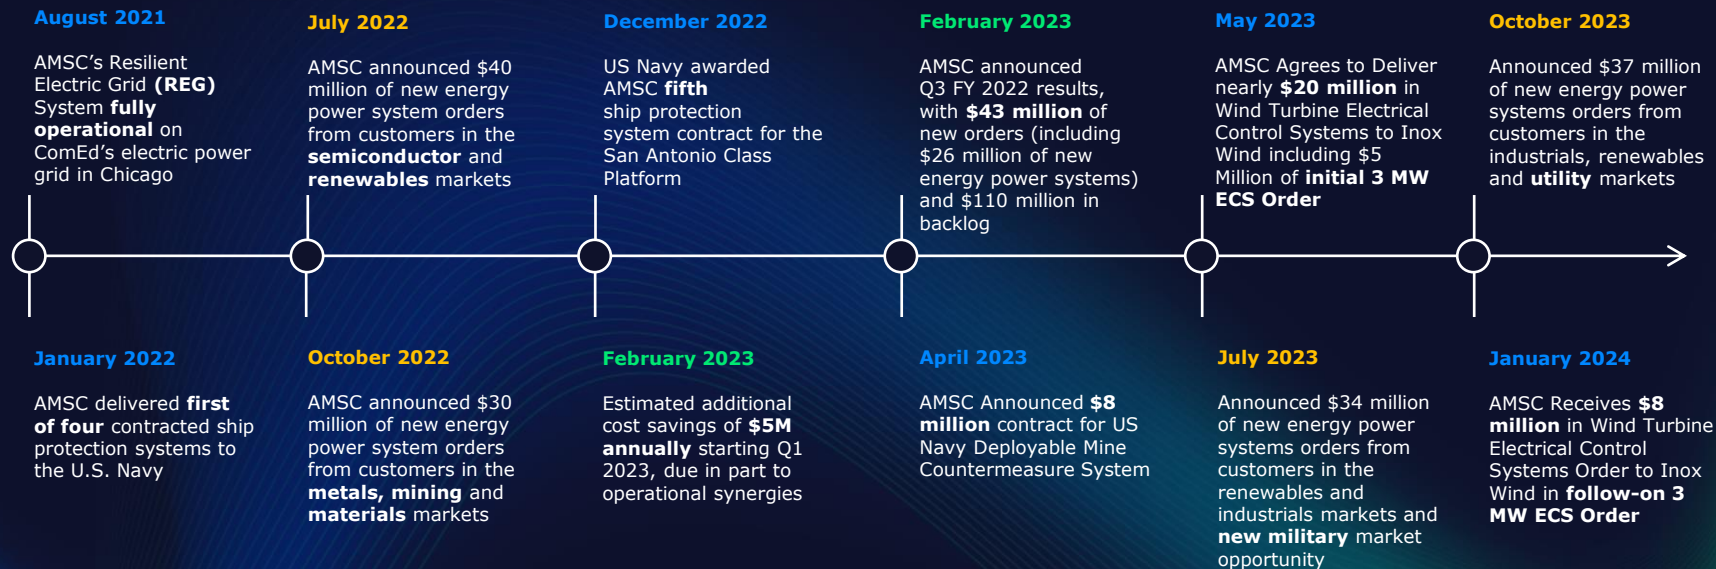 August 2021
AMSC's Resilient
Electric Grid (REG)
System fully
operational on
ComEd's electric power
grid in Chicago
July 2022
AMSC announced $40
million of new energy
power system orders
from customers in the
semiconductor and
renewables markets
December 2022
US Navy awarded
AMSC fifth
ship protection
system contract for the
San Antonio Class
Platform
February 2023
AMSC announced
Q3 FY 2022 results,
with $43 million of
new orders (including
$26 million of new
energy power systems)
and $110 million in
backlog
May 2023
AMSC Agrees to Deliver
nearly $20 million in
Wind Turbine Electrical
Control Systems to Inox
Wind including $5
Million of initial 3 MW
ECS Order
October 2023
Announced $37 million
of new energy power
systems orders from
customers in the
industrials, renewables
and utility markets
January 2022
AMSC delivered first
of four contracted ship
protection systems to
the U.S. Navy
October 2022
AMSC announced $30
million of new energy
power system orders
from customers in the
metals, mining and
materials markets
February 2023
Estimated additional
cost savings of $5M
annually starting Q1
2023, due in part to
operational synergies
April 2023
AMSC Announced $8
million contract for US
Navy Deployable Mine
Countermeasure System
July 2023
Announced $34 million
of new energy power
systems orders from
customers in the
renewables and
industrials markets and
new military market
opportunity
January 2024
AMSC Receives $8
million in Wind Turbine
Electrical Control
Systems Order to Inox
Wind in follow-on 3
MW ECS Order